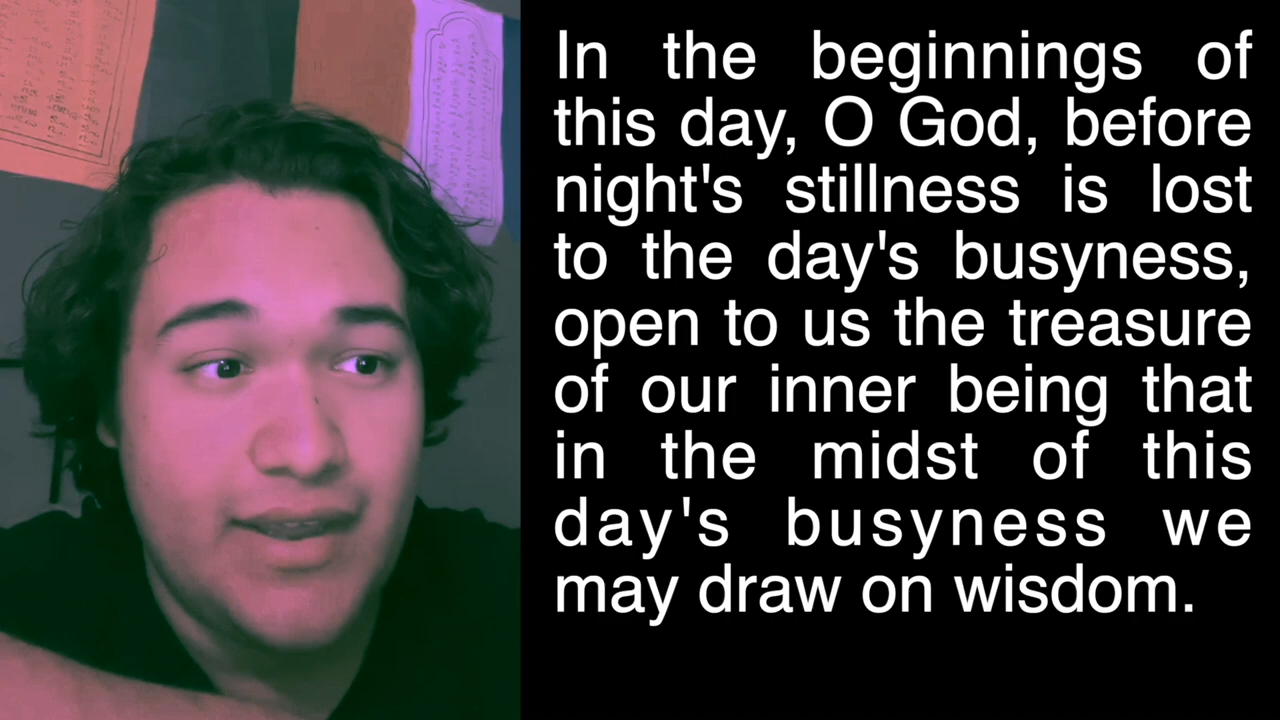 In the beginnings of
this day, O God, before
night's stillness is lost
to the day's busyness,
open to us the treasure
of our inner being that
in the midst of this
day's busyness we
may draw on wisdom.